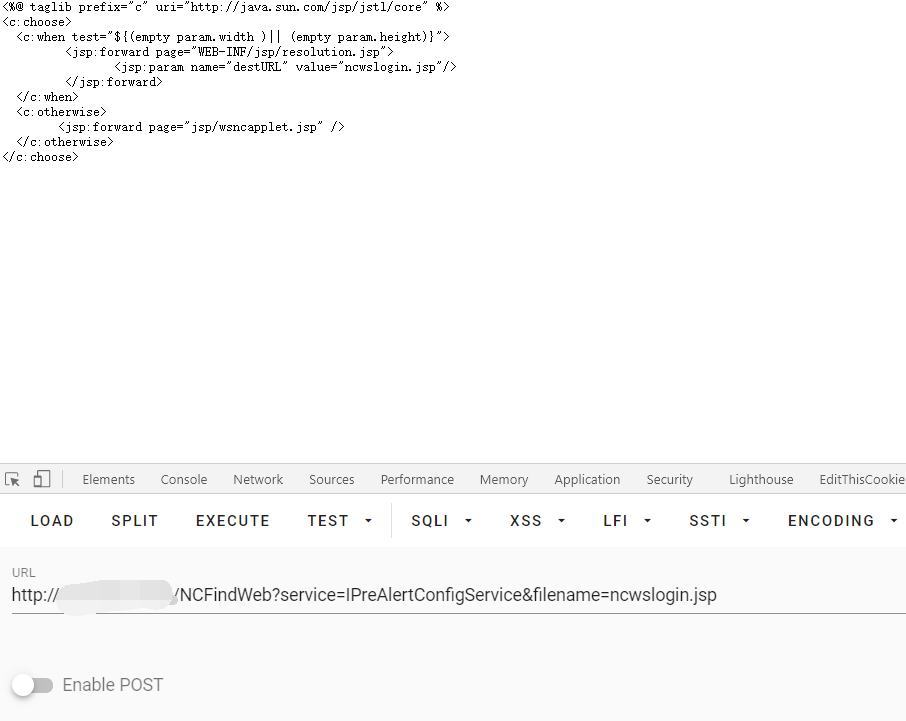 <%@ taglib prefix="c" uri="http://java.sun.com/jsp/jstl/core" %>
<c:choose>
  <c:when test="${(empty param.width )|| (empty param.height)}">
         <jsp:forward page="WEB-INF/jsp/resolution.jsp">
                <jsp:param name="destURL" value="ncwslogin.jsp"/>
         </jsp:forward>
  </c:when>
  <c:otherwise>
        <jsp:forward page="jsp/wsncapplet.jsp" />
  </c:otherwise>
</c:choose>
Elements Console Network Sources Performance Memory Application Security Lighthouse EditThisCookie
LOAD SPLIT EXECUTE TEST SQLI XSS LFI SSTI ENCODING
URL
http:// /NCFindWeb?service=IPreAlertConfigService&filename=ncwslogin.jsp
Enable POST